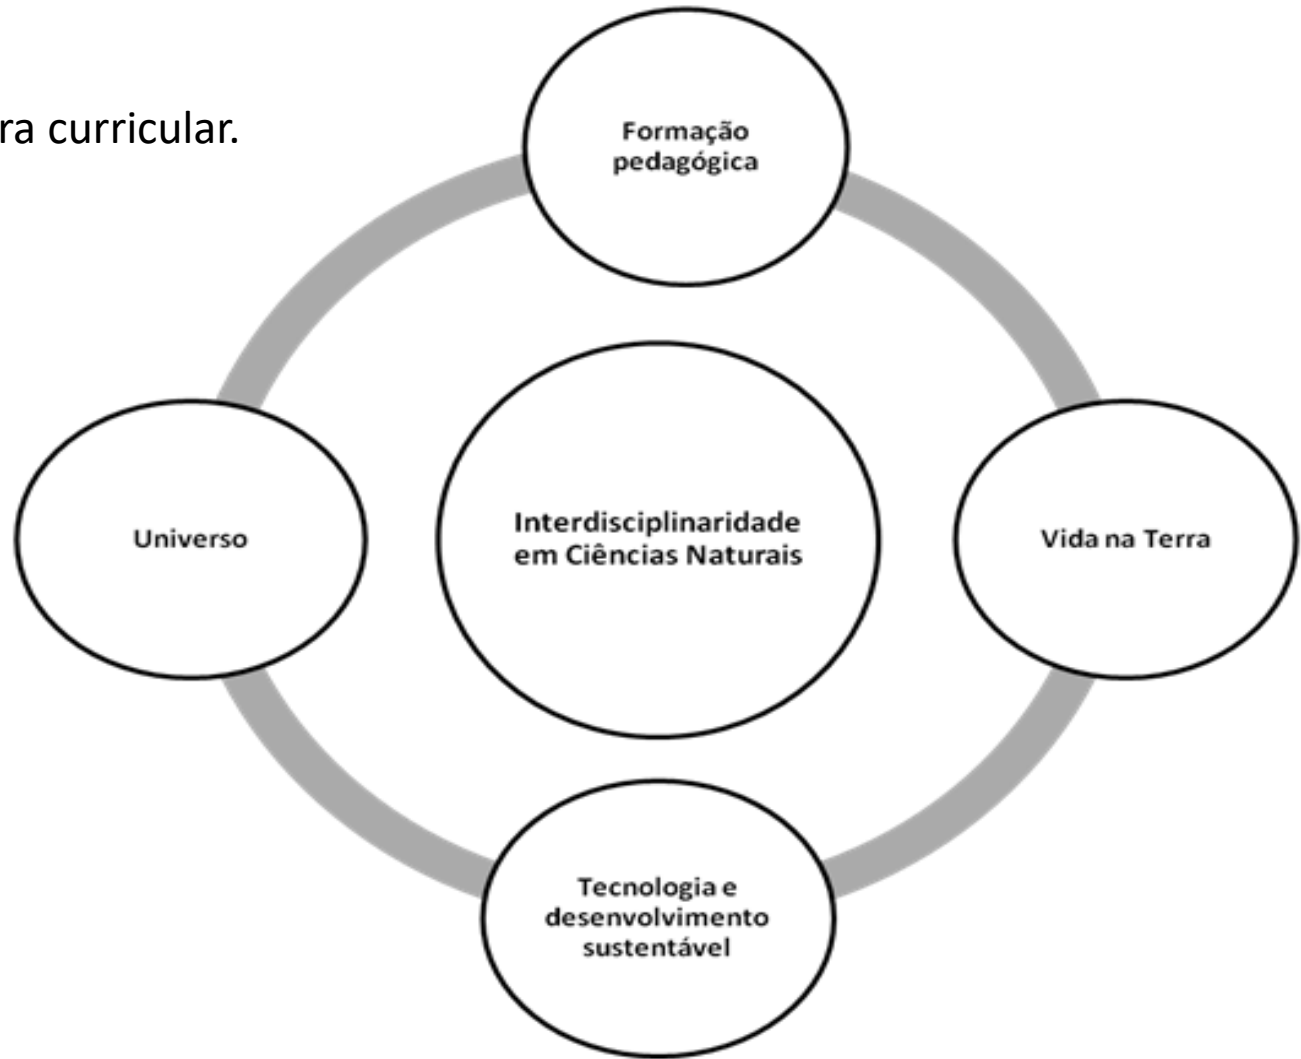 ra curricular.
Formação
pedagógica
Universo
Interdisciplinaridade
em Ciências Naturais
Vida na Terra
Tecnologia e
desenvolvimento
sustentável